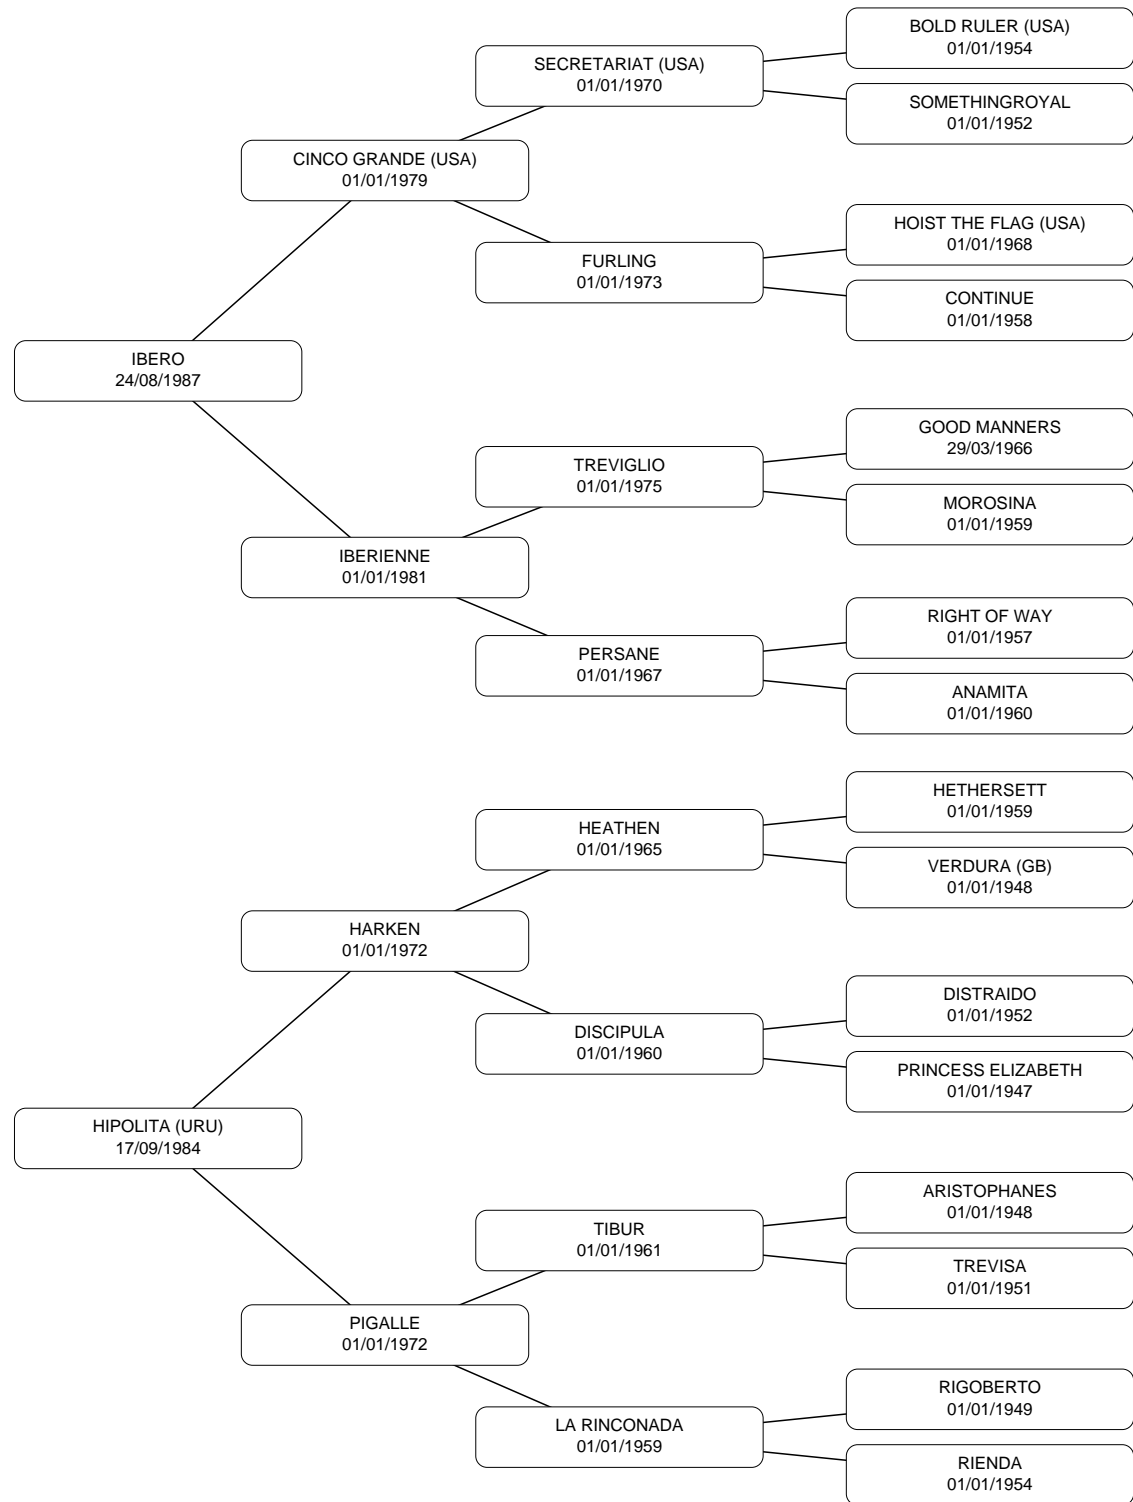 BOLD RULER (USA)
01/01/1954
SECRETARIAT (USA)
01/01/1970
SOMETHINGROYAL
01/01/1952
CINCO GRANDE (USA)
01/01/1979
HOIST THE FLAG (USA)
01/01/1968
FURLING
01/01/1973
CONTINUE
01/01/1958
IBERO
24/08/1987
GOOD MANNERS
29/03/1966
TREVIGLIO
01/01/1975
MOROSINA
01/01/1959
IBERIENNE
01/01/1981
RIGHT OF WAY
01/01/1957
PERSANE
01/01/1967
ANAMITA
01/01/1960
HETHERSETT
01/01/1959
HEATHEN
01/01/1965
VERDURA (GB)
01/01/1948
HARKEN
01/01/1972
DISTRAIDO
01/01/1952
DISCIPULA
01/01/1960
PRINCESS ELIZABETH
01/01/1947
HIPOLITA (URU)
17/09/1984
ARISTOPHANES
01/01/1948
TIBUR
01/01/1961
TREVISA
01/01/1951
PIGALLE
01/01/1972
RIGOBERTO
01/01/1949
LA RINCONADA
01/01/1959
RIENDA
01/01/1954